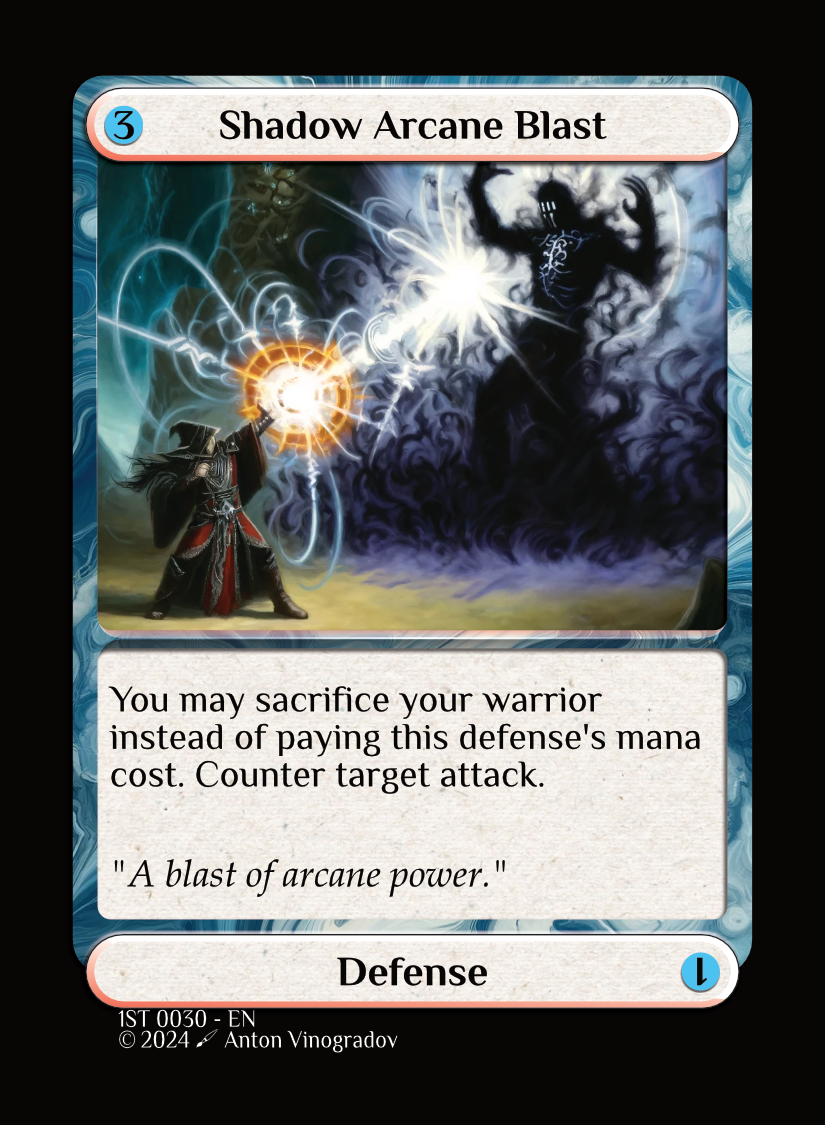 3 Shadow Arcane Blast
You may sacrifice your warrior
instead of paying this defense's mana
cost. Counter target attack.
"A blast of arcane power."
Defense 1
1ST 0030 - EN
© 2024 Anton Vinogradov